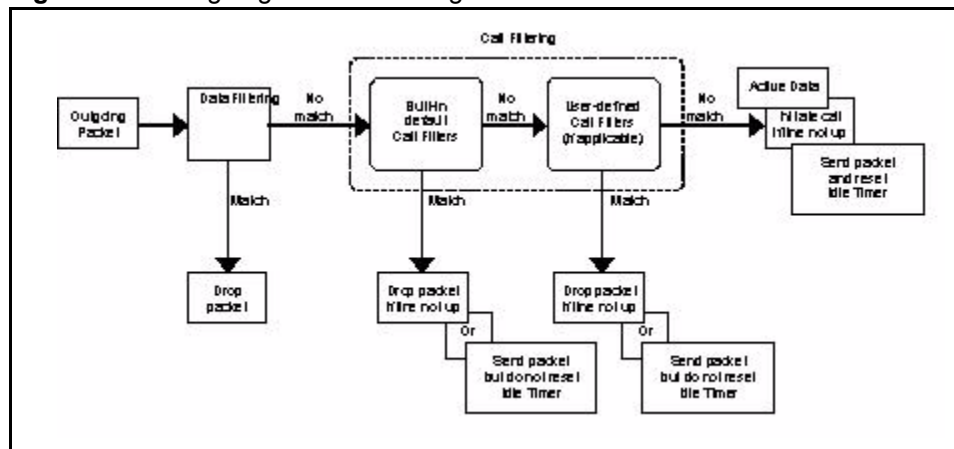 Call Filtering
Outgoing
Packet
Data Filtering
No
match
Built-in
default
Call Filters
No
match
User-defined
Call Filters
(if applicable)
No
match
Active Data
Initiate call
if line not up
Send packet
and reset
Idle Timer
Match
Match
Match
Drop
packet
Drop packet
if line not up
Or
Send packet
but do not reset
Idle Timer
Drop packet
if line not up
Or
Send packet
but do not reset
Idle Timer